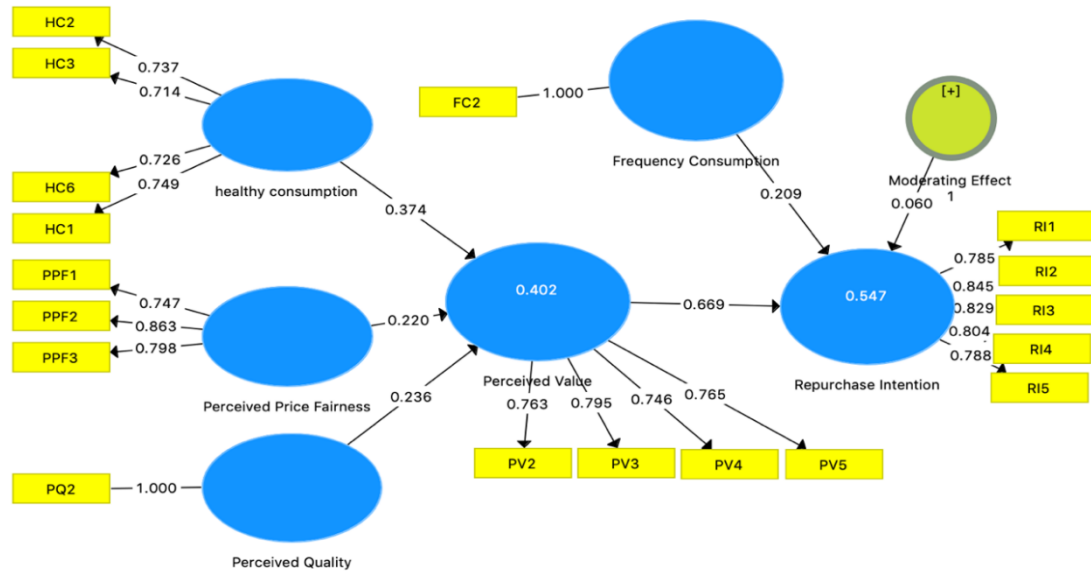 HC2
HC3
HC6
HC1
0.737
0.714
0.726
0.749
healthy consumption
0.374
PPF1
PPF2
PPF3
0.747
0.863
0.798
Perceived Price Fairness
0.220
PQ2
1.000
Perceived Quality
0.236
FC2
1.000
Frequency Consumption
0.209
[+]
Moderating Effect
1
0.060
0.402
Perceived Value
0.669
0.763
0.795
0.746
0.765
PV2
PV3
PV4
PV5
0.547
Repurchase Intention
0.785
0.845
0.829
0.804
0.788
RI1
RI2
RI3
RI4
RI5